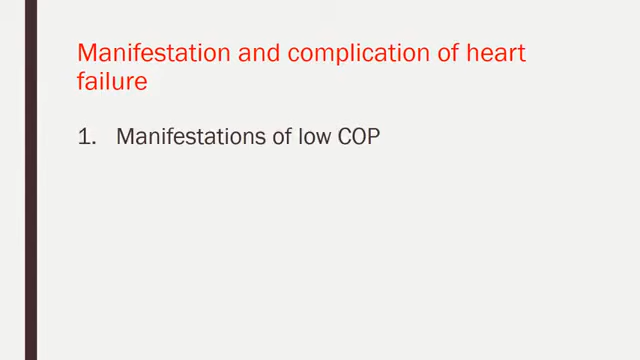 Manifestation and complication of heart
failure
1. Manifestations of low COP